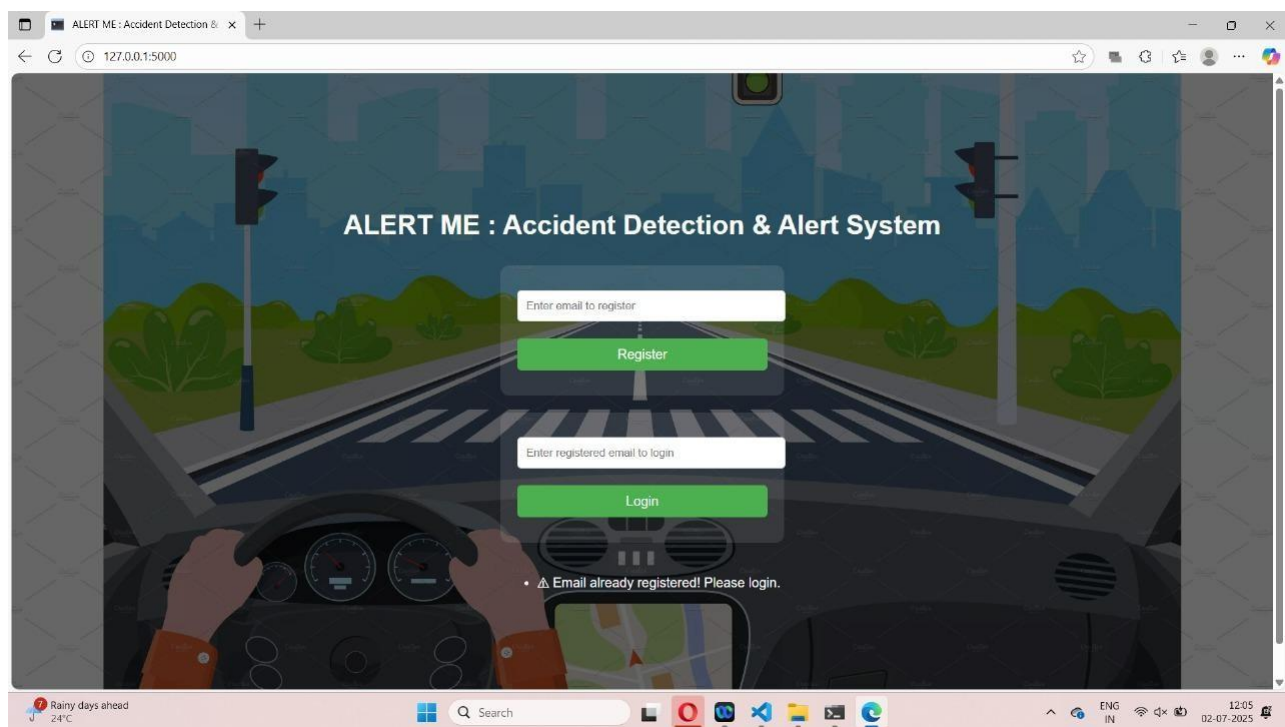 ALERT ME : Accident Detection &
127.0.0.1:5000
ALERT ME : Accident Detection & Alert System
Enter email to register
Register
Enter registered email to login
Login
⚠ Email already registered! Please login.
7
Rainy days ahead
24°C
Search
ENG
IN
12:05
02-07-2025